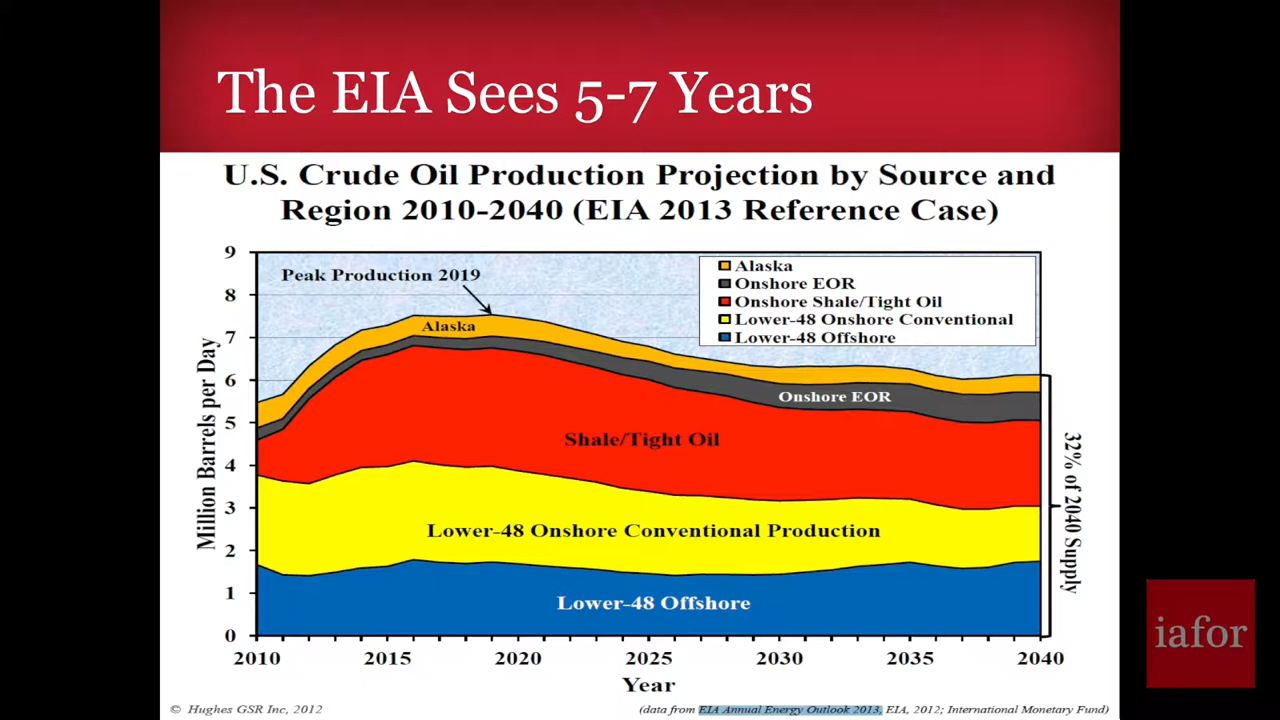 The EIA Sees 5-7 Years
U.S. Crude Oil Production Projection by Source and
Region 2010-2040 (EIA 2013 Reference Case)
Million Barrels per Day
9
8
7
6
5
4
3
2
1
0
Peak Production 2019
Alaska
Onshore EOR
Onshore Shale/Tight Oil
Lower-48 Onshore Conventional
Lower-48 Offshore
Alaska
Onshore EOR
Shale/Tight Oil
Lower-48 Onshore Conventional Production
Lower-48 Offshore
32% of 2040 Supply
2010 2015 2020 2025 2030 2035 2040
Year
© Hughes GSR Inc, 2012
(data from EIA Annual Energy Outlook 2013, EIA, 2012; International Monetary Fund)
iafor